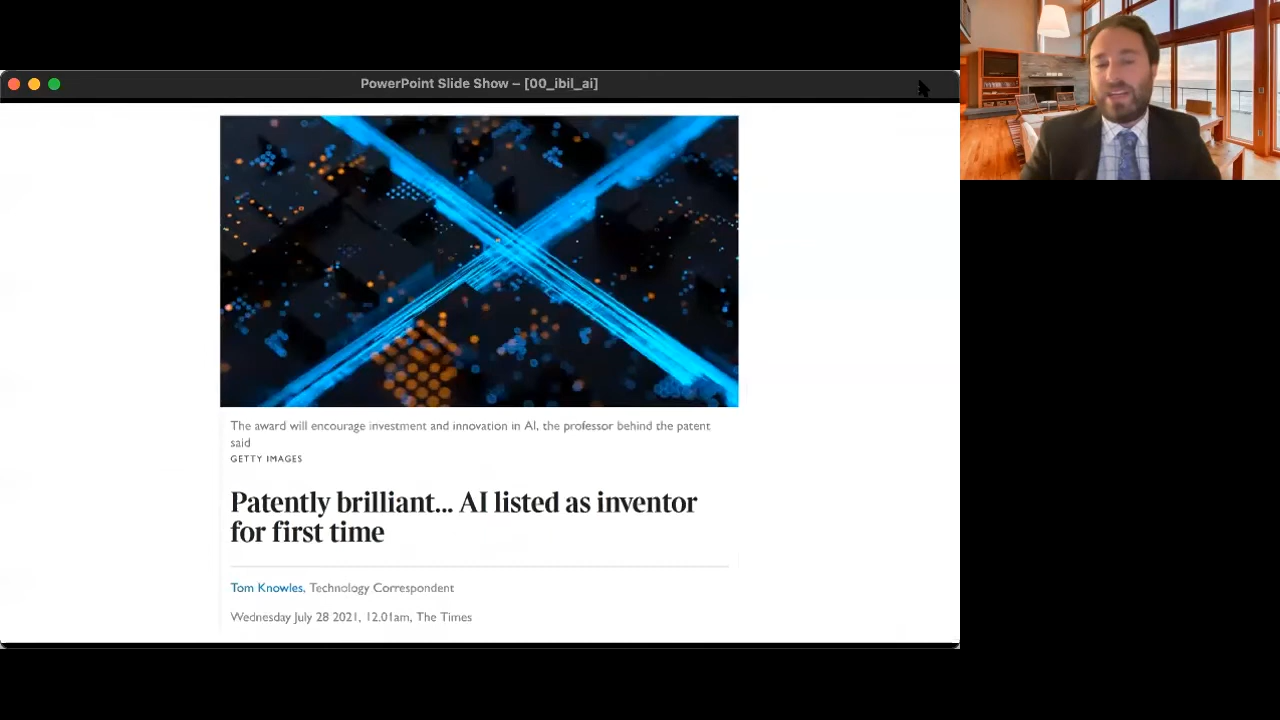 PowerPoint Slide Show – [00_ibil_ai]
The award will encourage investment and innovation in AI, the professor behind the patent
said
GETTY IMAGES
Patently brilliant... AI listed as inventor
for first time
Tom Knowles, Technology Correspondent
Wednesday July 28 2021, 12.01am, The Times